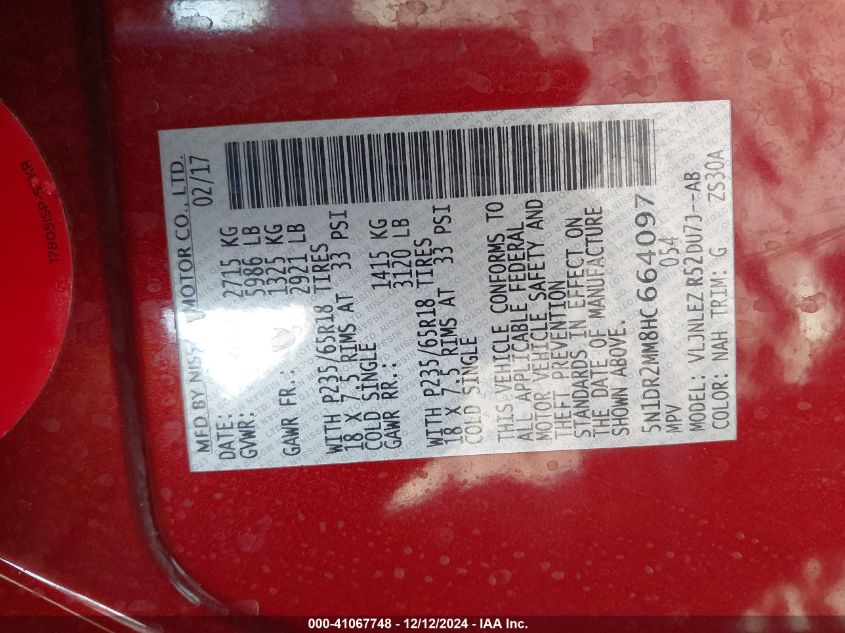 MFD.BY NISS MOTOR CO., LTD.
DATE: 02/17
GVWR: 2715 KG
5986 LB
GAWR FR.: 1325 KG
2921 LB
WITH P235/65R18 TIRES
18 X 7.5 RIMS AT 33 PSI
COLD SINGLE
GAWR RR.: 1415 KG
3120 LB
WITH P235/65R18 TIRES
18 X 7.5 RIMS AT 33 PSI
COLD SINGLE
THIS VEHICLE CONFORMS TO
ALL APPLICABLE FEDERAL
MOTOR VEHICLE SAFETY AND
THEFT PREVENTION
STANDARDS IN EFFECT ON
THE DATE OF MANUFACTURE
SHOWN ABOVE.
5N1DR2MM8HC664097
MPV 054
MODEL: VLJNLEZ R52DU7J--AB
COLOR: NAH TRIM: G ZS30A
000-41067748 - 12/12/2024 - IAA Inc.